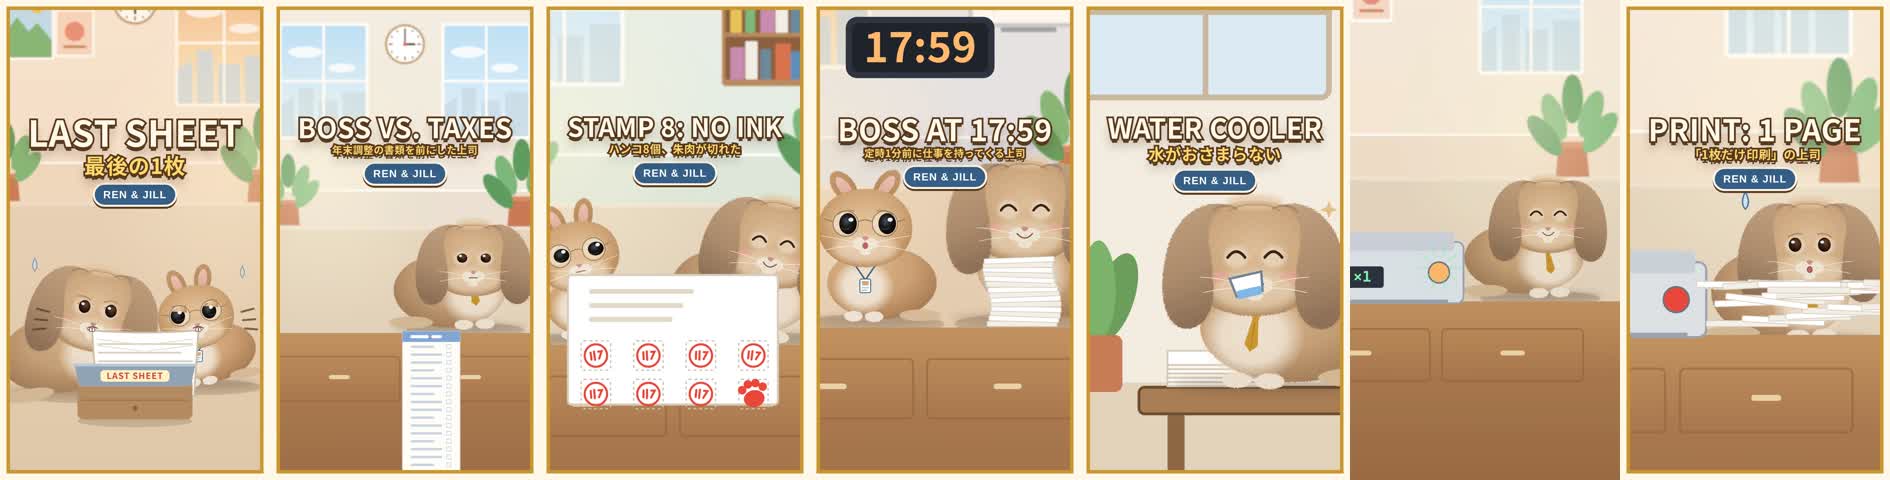 LAST SHEET
最後の1枚
REN & JILL
LAST SHEET
BOSS VS. TAXES
年末調整の書類を前にした上司
REN & JILL
STAMP 8: NO INK
ハンコ8個、朱肉が切れた
REN & JILL
17:59
BOSS AT 17:59
定時1分前に仕事を持ってくる上司
REN & JILL
WATER COOLER
水がおさまらない
REN & JILL
×1
PRINT: 1 PAGE
「1枚だけ印刷」の上司
REN & JILL